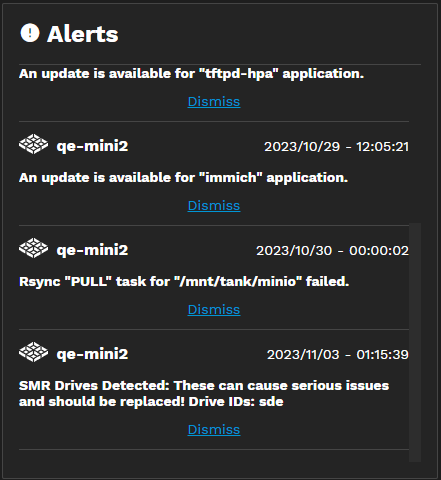 Alerts
An update is available for "tftpd-hpa" application.
Dismiss
qe-mini2 2023/10/29 - 12:05:21
An update is available for "immich" application.
Dismiss
qe-mini2 2023/10/30 - 00:00:02
Rsync "PULL" task for "/mnt/tank/minio" failed.
Dismiss
qe-mini2 2023/11/03 - 01:15:39
SMR Drives Detected: These can cause serious issues
and should be replaced! Drive IDs: sde
Dismiss